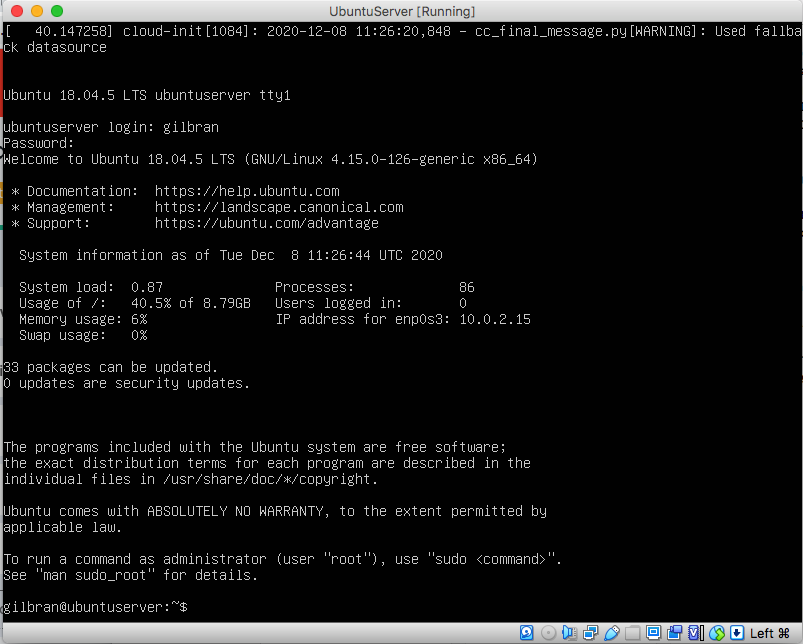 UbuntuServer [Running]
[   40.147258] cloud-init[1084]: 2020-12-08 11:26:20,848 - cc_final_message.py[WARNING]: Used fallba
ck datasource
Ubuntu 18.04.5 LTS ubuntuserver tty1
ubuntuserver login: gilbran
Password:
Welcome to Ubuntu 18.04.5 LTS (GNU/Linux 4.15.0-126-generic x86_64)
 * Documentation:  https://help.ubuntu.com
 * Management:     https://landscape.canonical.com
 * Support:        https://ubuntu.com/advantage
  System information as of Tue Dec  8 11:26:44 UTC 2020
  System load:  0.87               Processes:             86
  Usage of /:   40.5% of 8.79GB   Users logged in:       0
  Memory usage: 6%                IP address for enp0s3: 10.0.2.15
  Swap usage:   0%
33 packages can be updated.
0 updates are security updates.
The programs included with the Ubuntu system are free software;
the exact distribution terms for each program are described in the
individual files in /usr/share/doc/*/copyright.
Ubuntu comes with ABSOLUTELY NO WARRANTY, to the extent permitted by
applicable law.
To run a command as administrator (user "root"), use "sudo <command>".
See "man sudo_root" for details.
gilbran@ubuntuserver:~$
Left ⌘